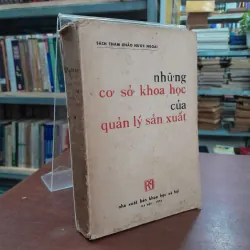 SÁCH THAM KHẢO NƯỚC NGOÀI
những
cơ sở khoa học
của
quản lý sản xuất
nhà xuất bản khoa học xã hội